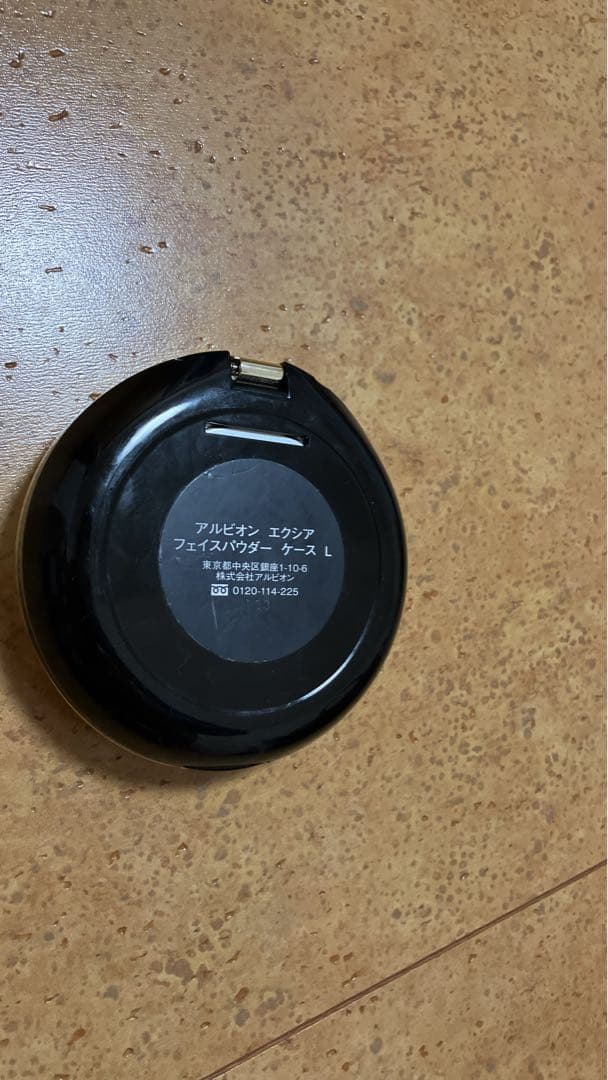 アルビオン エクシア
フェイスパウダー ケース L
東京都中央区銀座1-10-6
株式会社アルビオン
0120-114-225